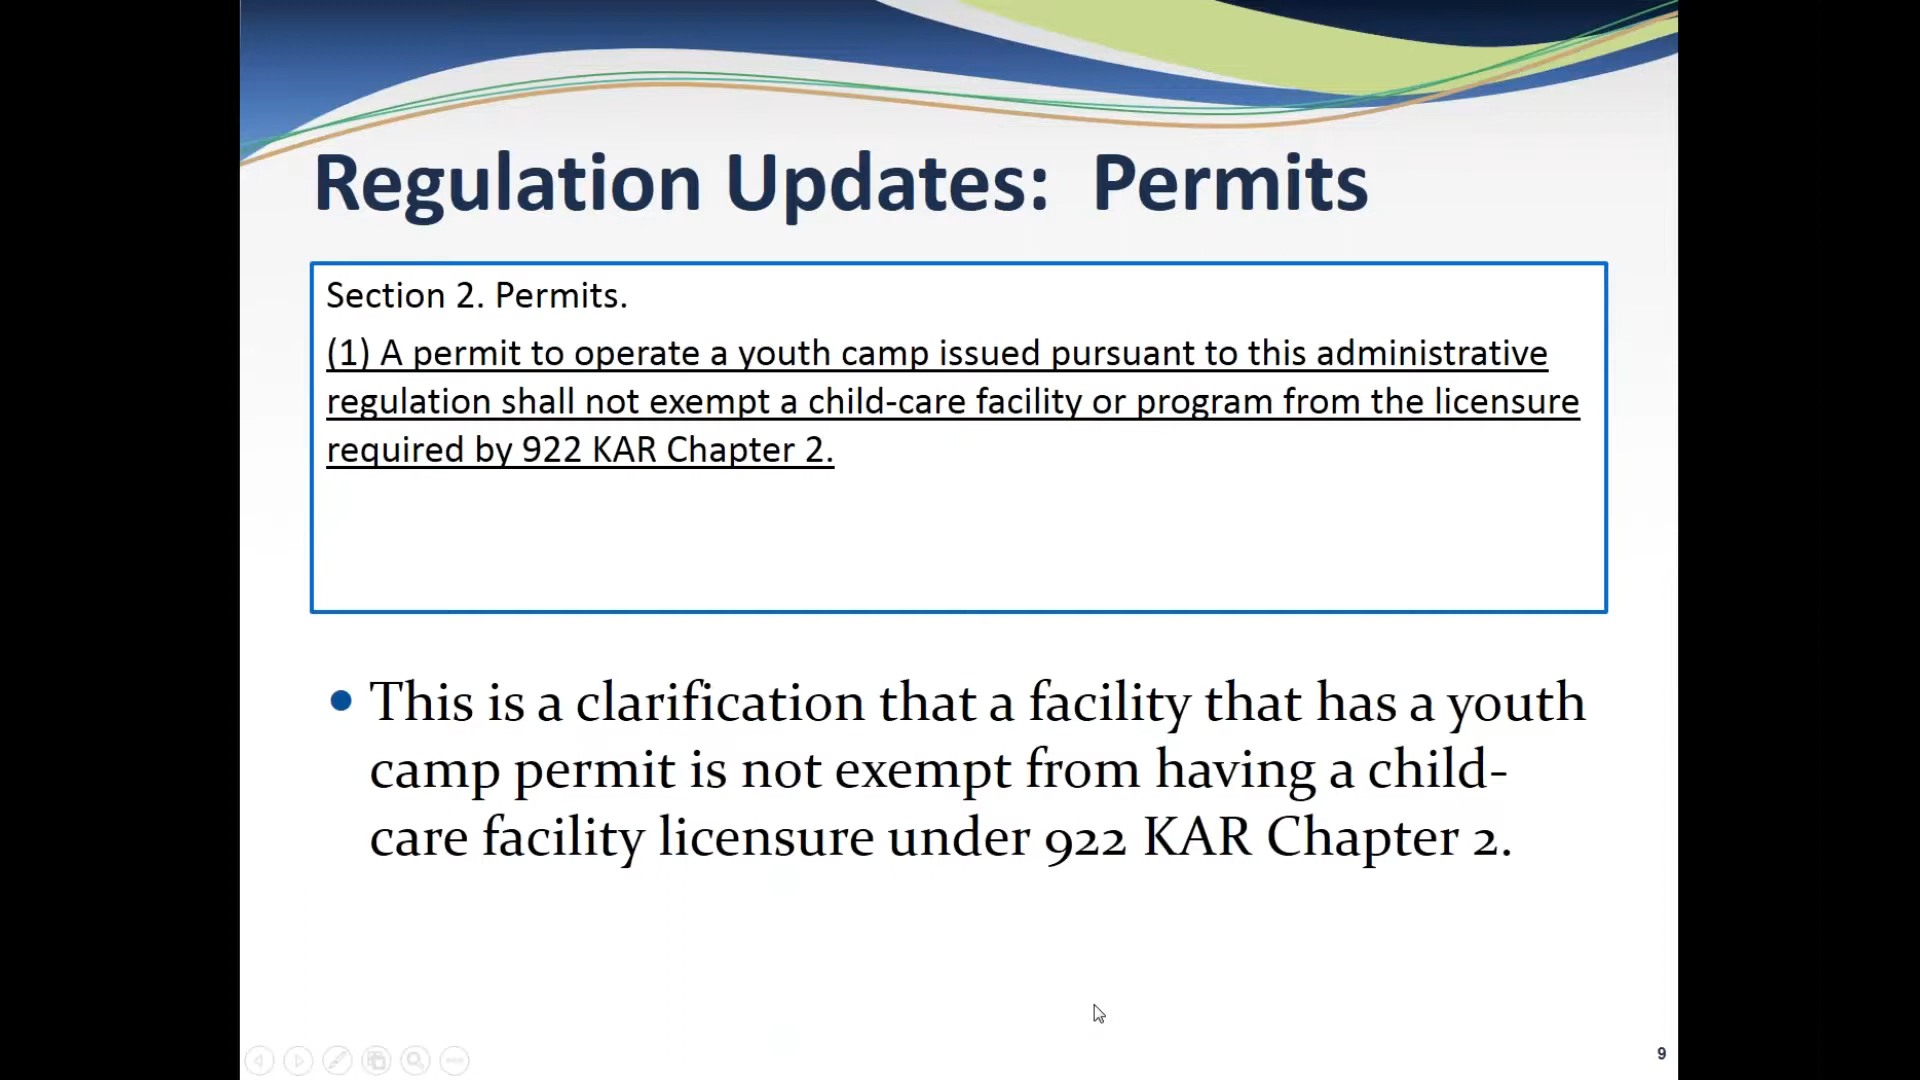 Regulation Updates:  Permits
Section 2. Permits.
(1) A permit to operate a youth camp issued pursuant to this administrative
regulation shall not exempt a child-care facility or program from the licensure
required by 922 KAR Chapter 2.
• This is a clarification that a facility that has a youth
camp permit is not exempt from having a child-
care facility licensure under 922 KAR Chapter 2.
9